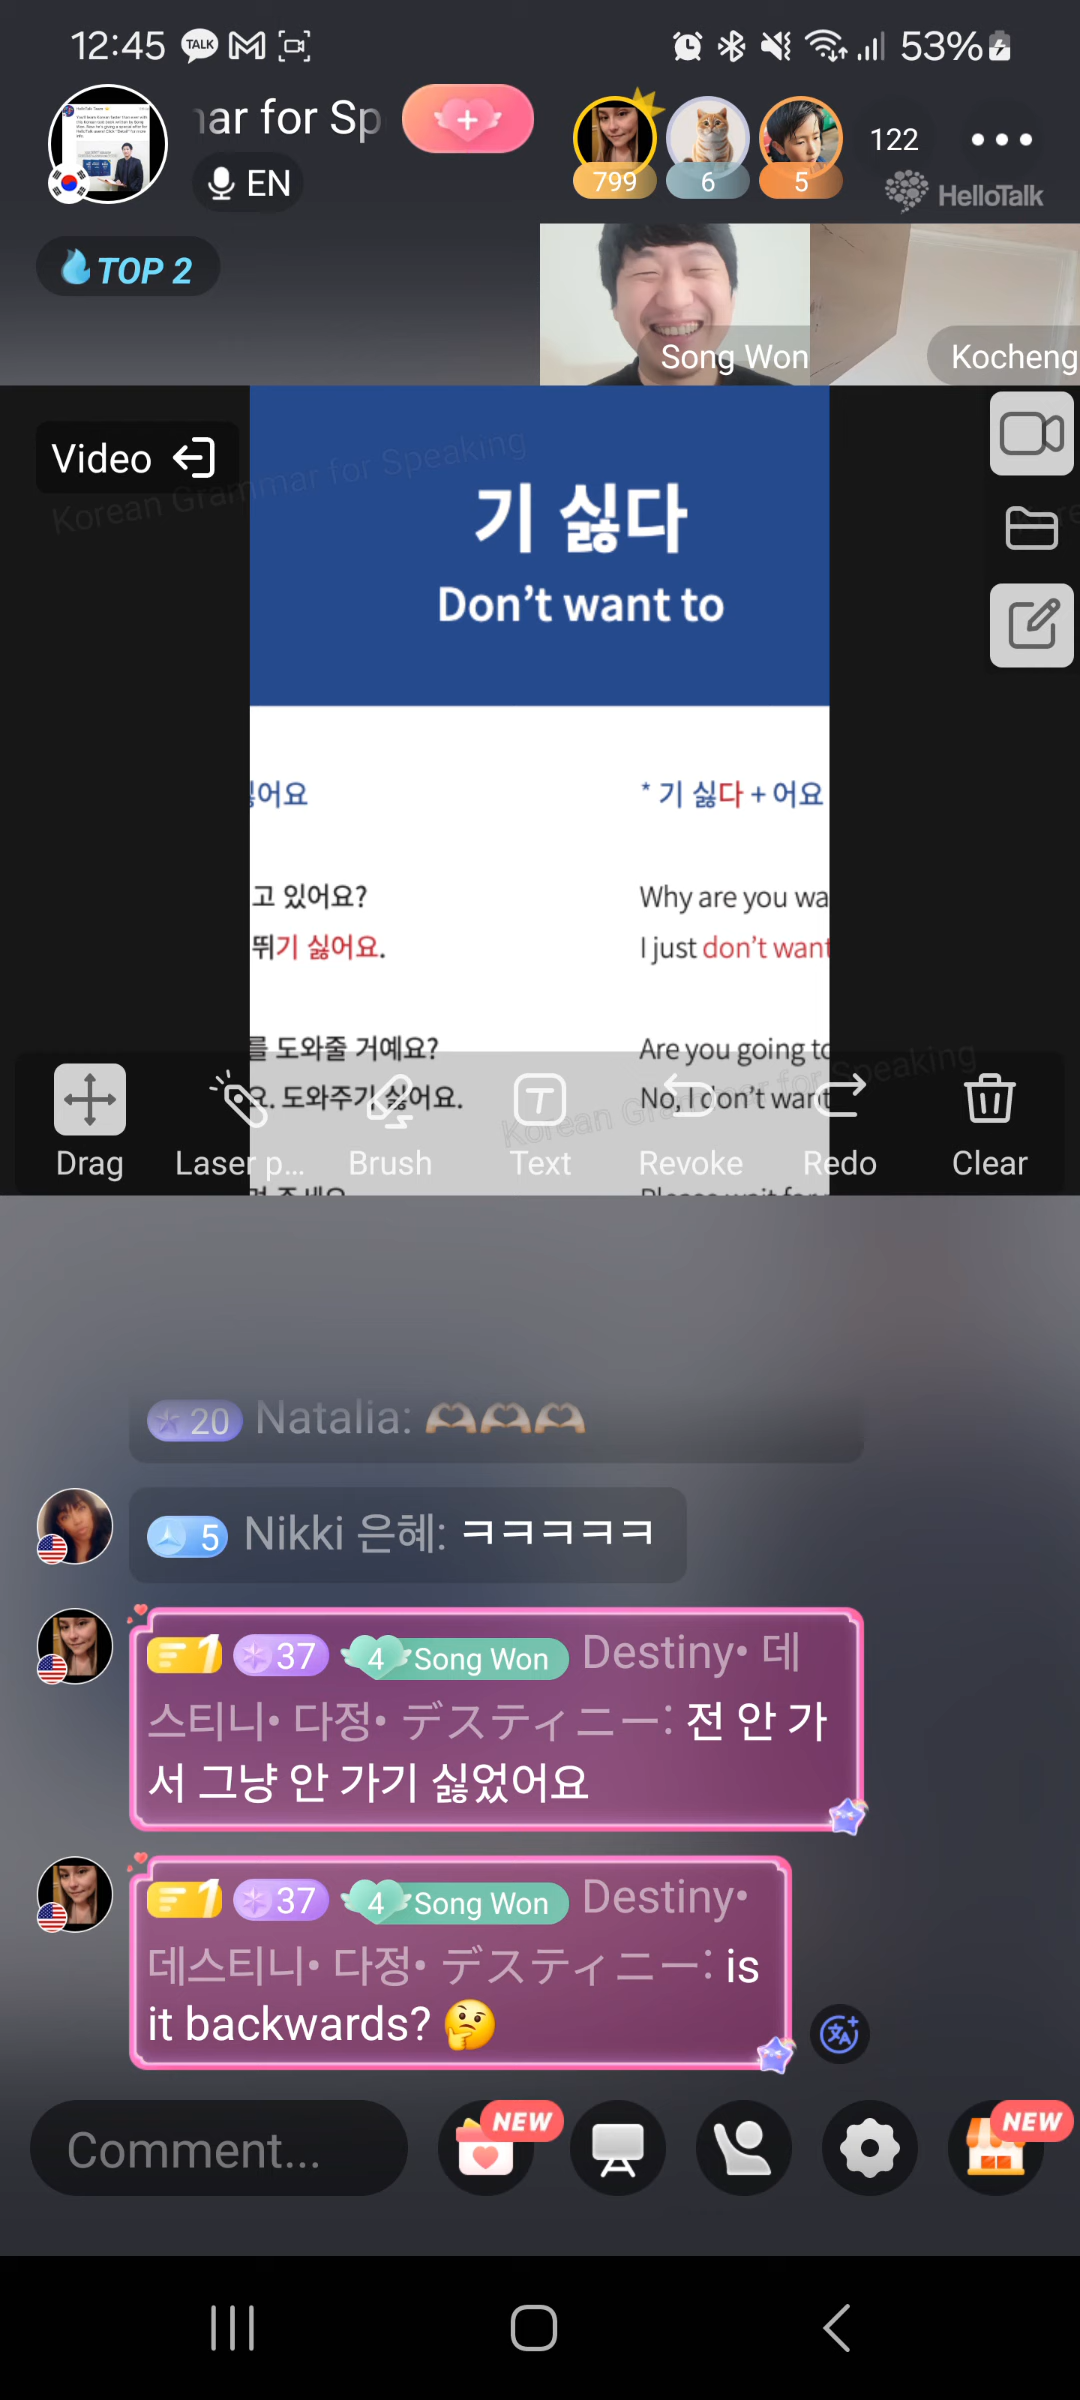 12:45 TALK 53%
mar for Sp
799 6 5 122
EN
HelloTalk
TOP 2
Song Won Kocheng
Video
Korean Grammar for Speaking
기 싫다
Don't want to
싫어요 * 기 싫다 + 어요
고 있어요? Why are you wa
뛰기 싫어요. I just don't want
를 도와줄 거예요? Are you going to
요. 도와주기 싫어요. No, I don't want
Korean Grammar for Speaking
Drag Laser p... Brush Text Revoke Redo Clear
20 Natalia:
5 Nikki 은혜: ㅋㅋㅋㅋㅋ
1 37 4 Song Won Destiny• 데
스티니• 다정• デスティニー: 전 안 가
서 그냥 안 가기 싫었어요
1 37 4 Song Won Destiny•
데스티니• 다정• デスティニー: is
it backwards? 🤔
Comment...
NEW NEW